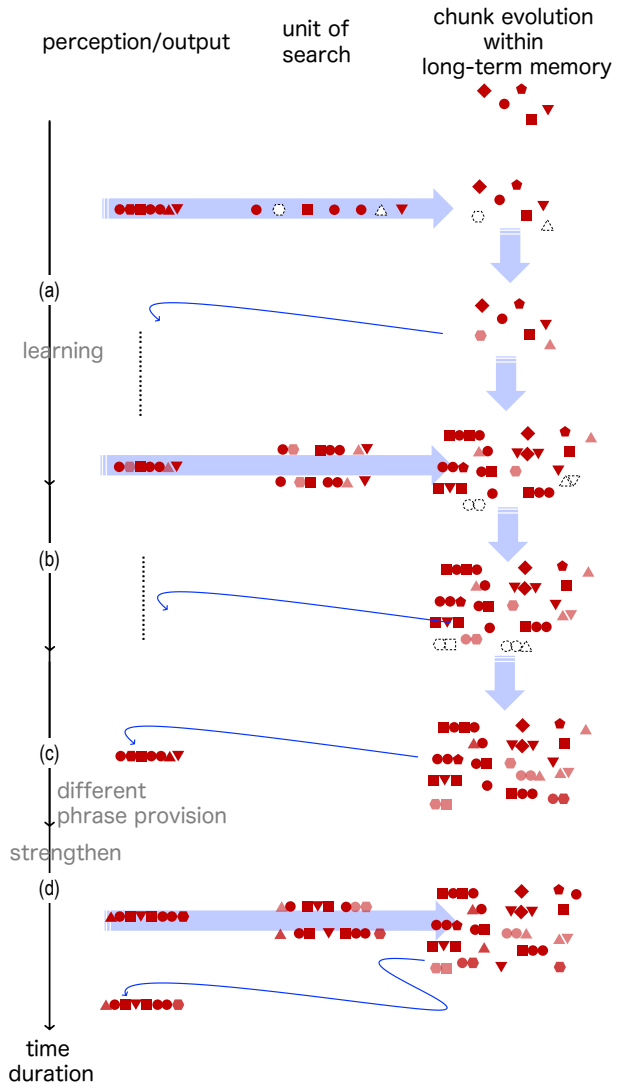 perception/output
unit of
search
chunk evolution
within
long-term memory
(a)
learning
(b)
(c)
different
phrase provision
strengthen
(d)
time
duration